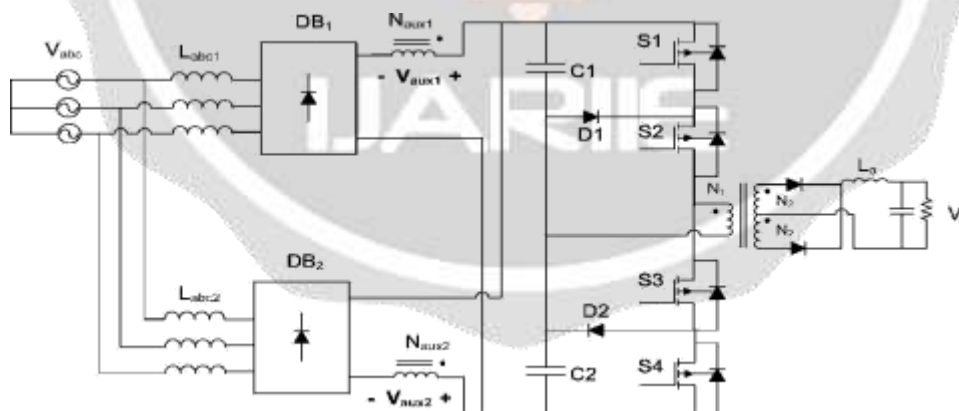 DB₁
Nₐᵤₓ₁
S1
Vabc
Labc1
- Vaux1 +
C1
D1
S2
IJARIIE
N₁
Lo
N₂
V
N₂
DB₂
S3
Labc2
D2
Naux2
C2
S4
- Vaux2 +